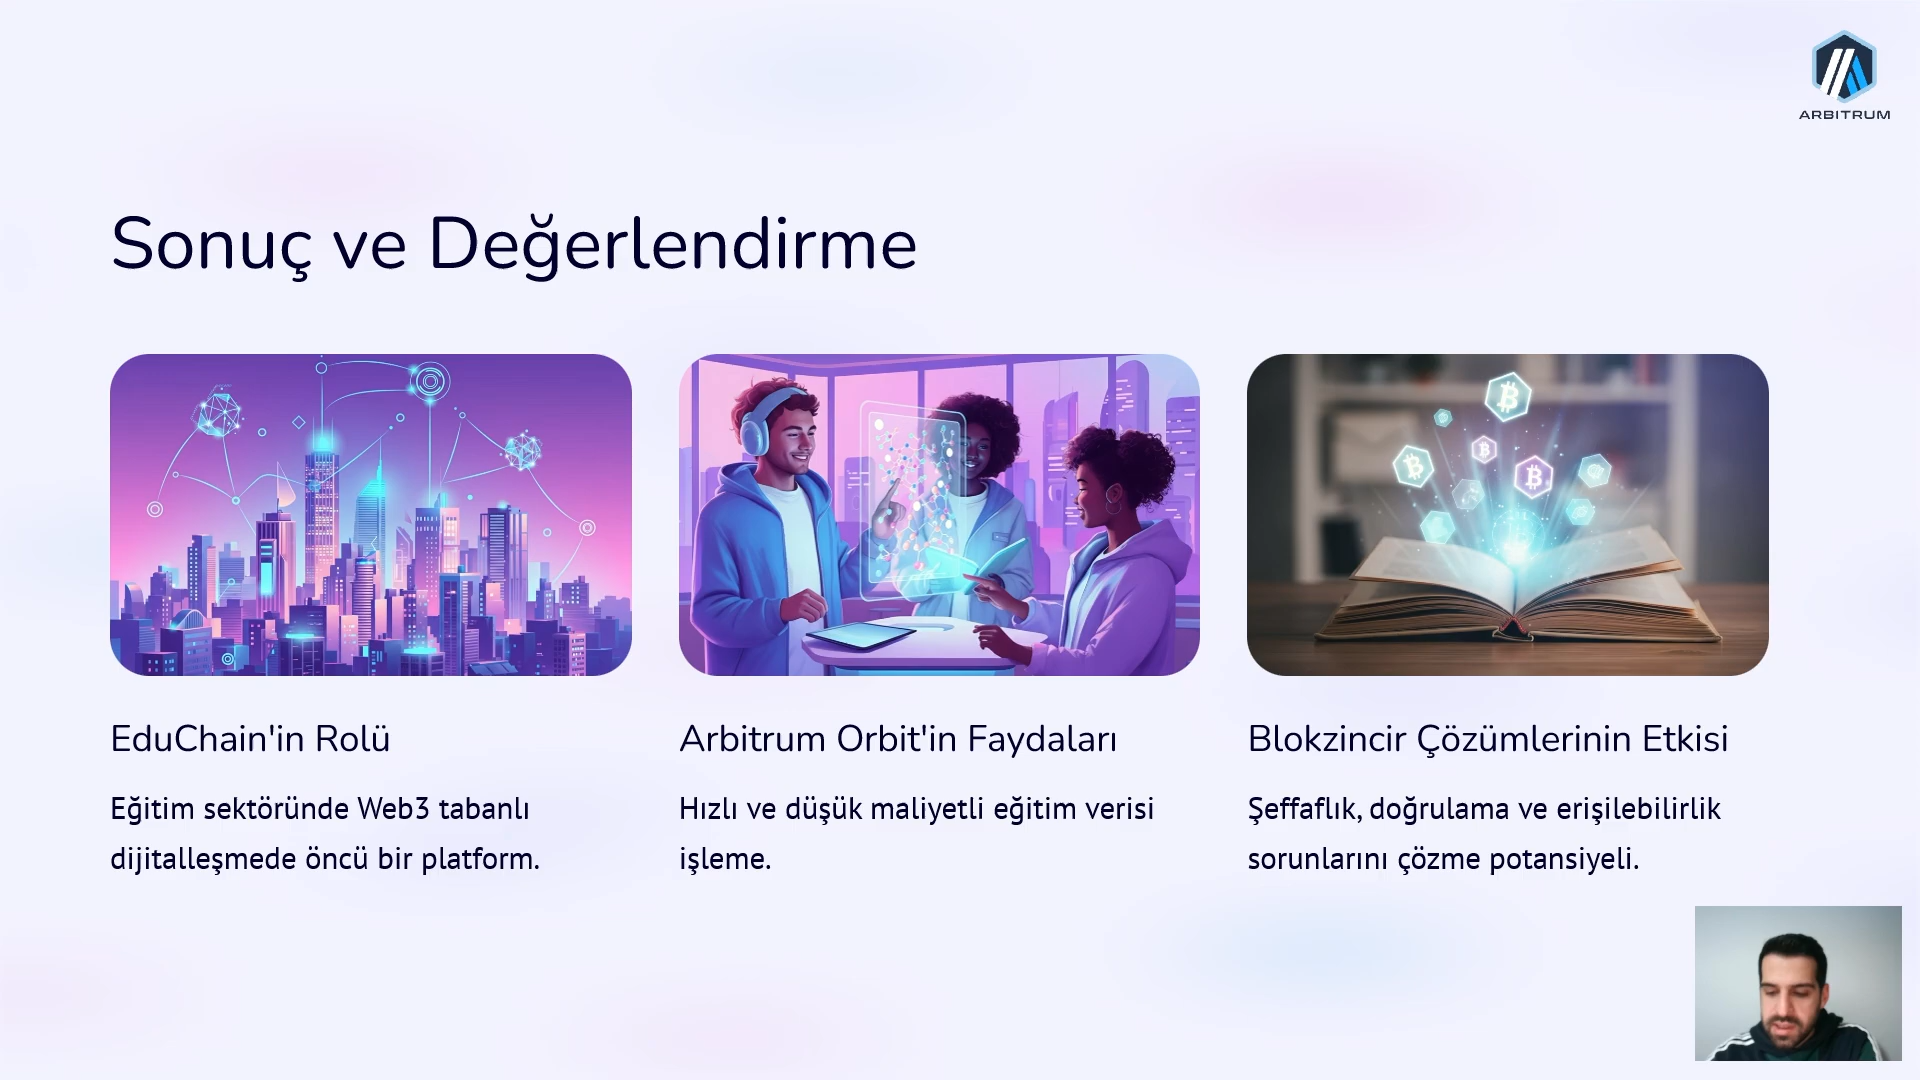 ARBITRUM
Sonuç ve Değerlendirme
EduChain'in Rolü
Eğitim sektöründe Web3 tabanlı
dijitalleşmede öncü bir platform.
Arbitrum Orbit'in Faydaları
Hızlı ve düşük maliyetli eğitim verisi
işleme.
Blokzincir Çözümlerinin Etkisi
Şeffaflık, doğrulama ve erişilebilirlik
sorunlarını çözme potansiyeli.